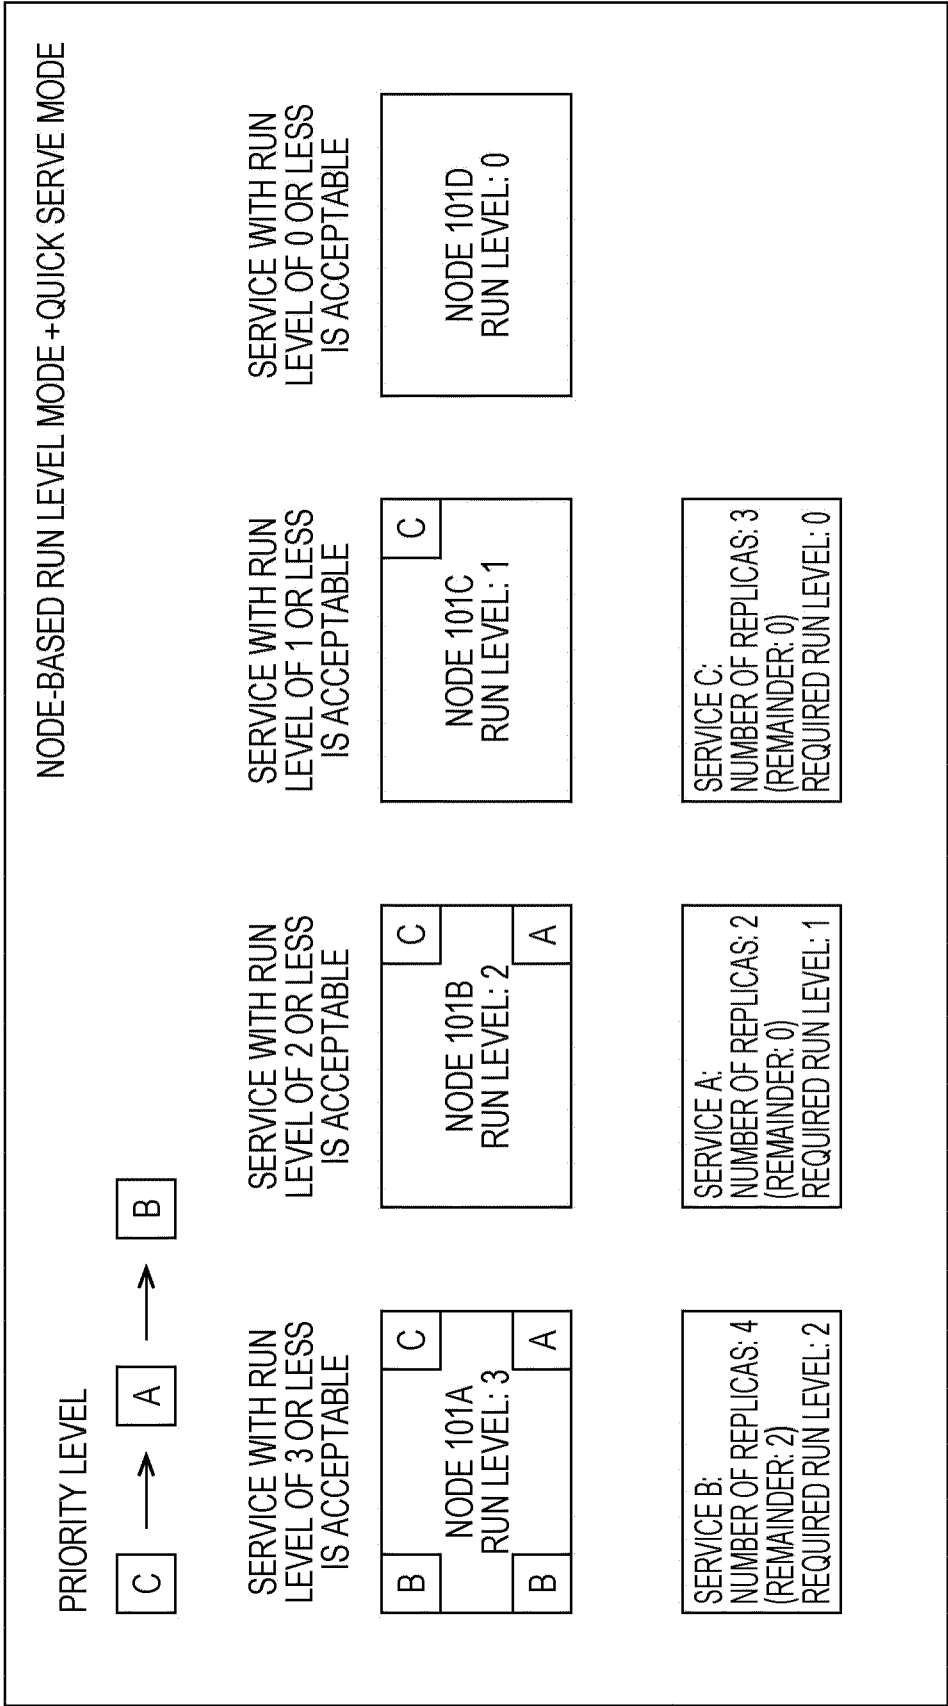 NODE-BASED RUN LEVEL MODE+QUICK SERVE MODE
PRIORITY LEVEL
C
A
B
SERVICE WITH RUN
LEVEL OF 3 OR LESS
IS ACCEPTABLE
SERVICE WITH RUN
LEVEL OF 2 OR LESS
IS ACCEPTABLE
SERVICE WITH RUN
LEVEL OF 1 OR LESS
IS ACCEPTABLE
SERVICE WITH RUN
LEVEL OF 0 OR LESS
IS ACCEPTABLE
B
C
NODE 101A
RUN LEVEL: 3
B
A
C
NODE 101B
RUN LEVEL: 2
A
C
NODE 101C
RUN LEVEL: 1
NODE 101D
RUN LEVEL: 0
SERVICE B:
NUMBER OF REPLICAS: 4
(REMAINDER: 2)
REQUIRED RUN LEVEL: 2
SERVICE A:
NUMBER OF REPLICAS: 2
(REMAINDER: 0)
REQUIRED RUN LEVEL: 1
SERVICE C:
NUMBER OF REPLICAS: 3
(REMAINDER: 0)
REQUIRED RUN LEVEL: 0